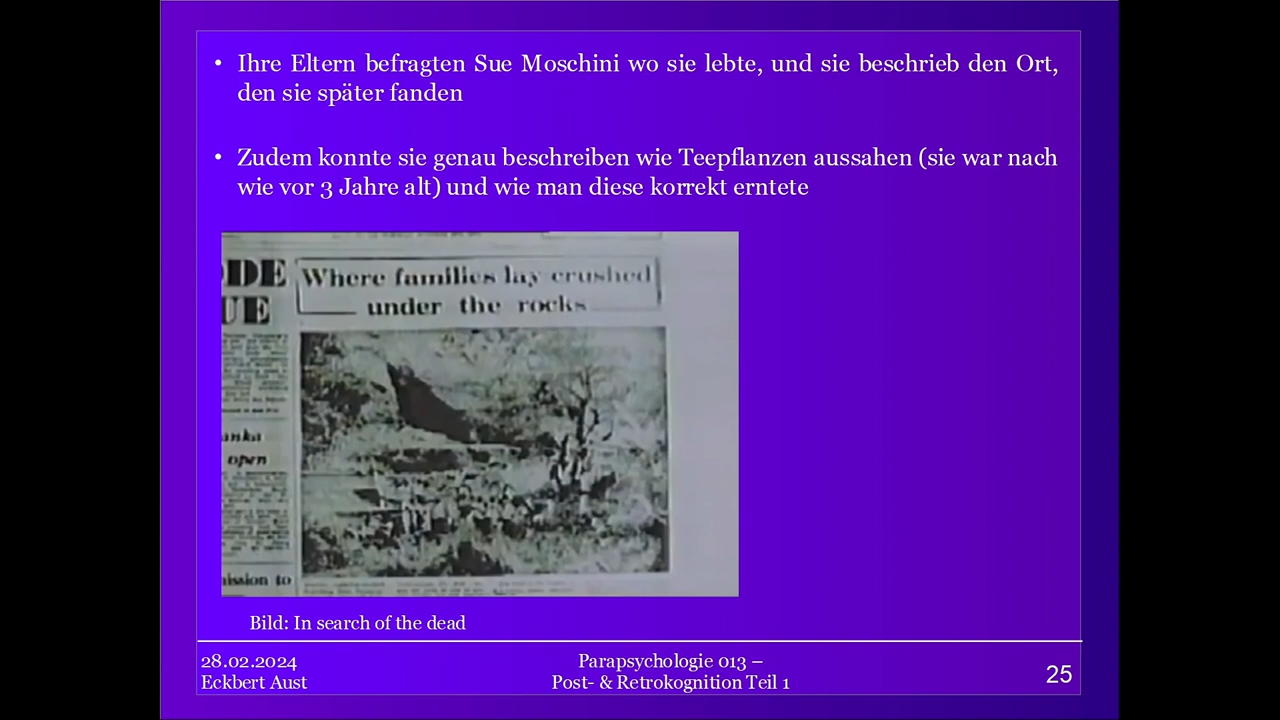 • Ihre Eltern befragten Sue Moschini wo sie lebte, und sie beschrieb den Ort,
den sie später fanden
• Zudem konnte sie genau beschreiben wie Teepflanzen aussahen (sie war nach
wie vor 3 Jahre alt) und wie man diese korrekt erntete
DE
UE
Where families lay crushed
under the rocks
anka
open
ission to
Bild: In search of the dead
28.02.2024
Eckbert Aust
Parapsychologie 013 –
Post- & Retrokognition Teil 1
25